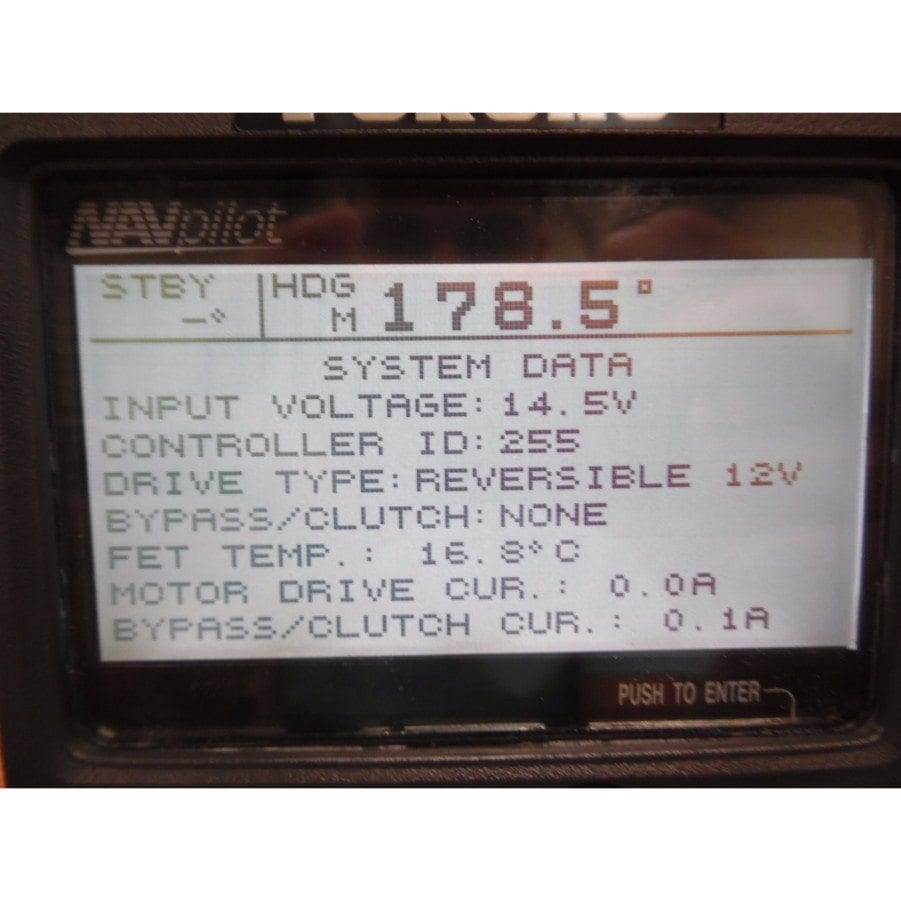 NAVpilot
STBY HDG 178.5°
-° M
SYSTEM DATA
INPUT VOLTAGE: 14.5V
CONTROLLER ID: 255
DRIVE TYPE: REVERSIBLE 12V
BYPASS/CLUTCH: NONE
FET TEMP.: 16.8°C
MOTOR DRIVE CUR.: 0.0A
BYPASS/CLUTCH CUR.: 0.1A
PUSH TO ENTER